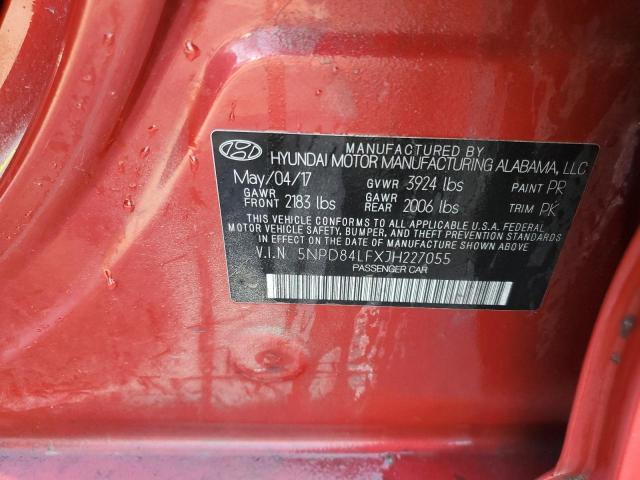 MANUFACTURED BY
HYUNDAI MOTOR MANUFACTURING ALABAMA, LLC
May/04/17 GVWR 3924 lbs PAINT PR
GAWR FRONT 2183 lbs GAWR REAR 2006 lbs TRIM PK
THIS VEHICLE CONFORMS TO ALL APPLICABLE U.S.A FEDERAL
MOTOR VEHICLE SAFETY, BUMPER, AND THEFT PREVENTION STANDARDS
IN EFFECT ON THE DATE OF MANUFACTURE SHOWN ABOVE.
V.I.N 5NPD84LFXJH227055
PASSENGER CAR